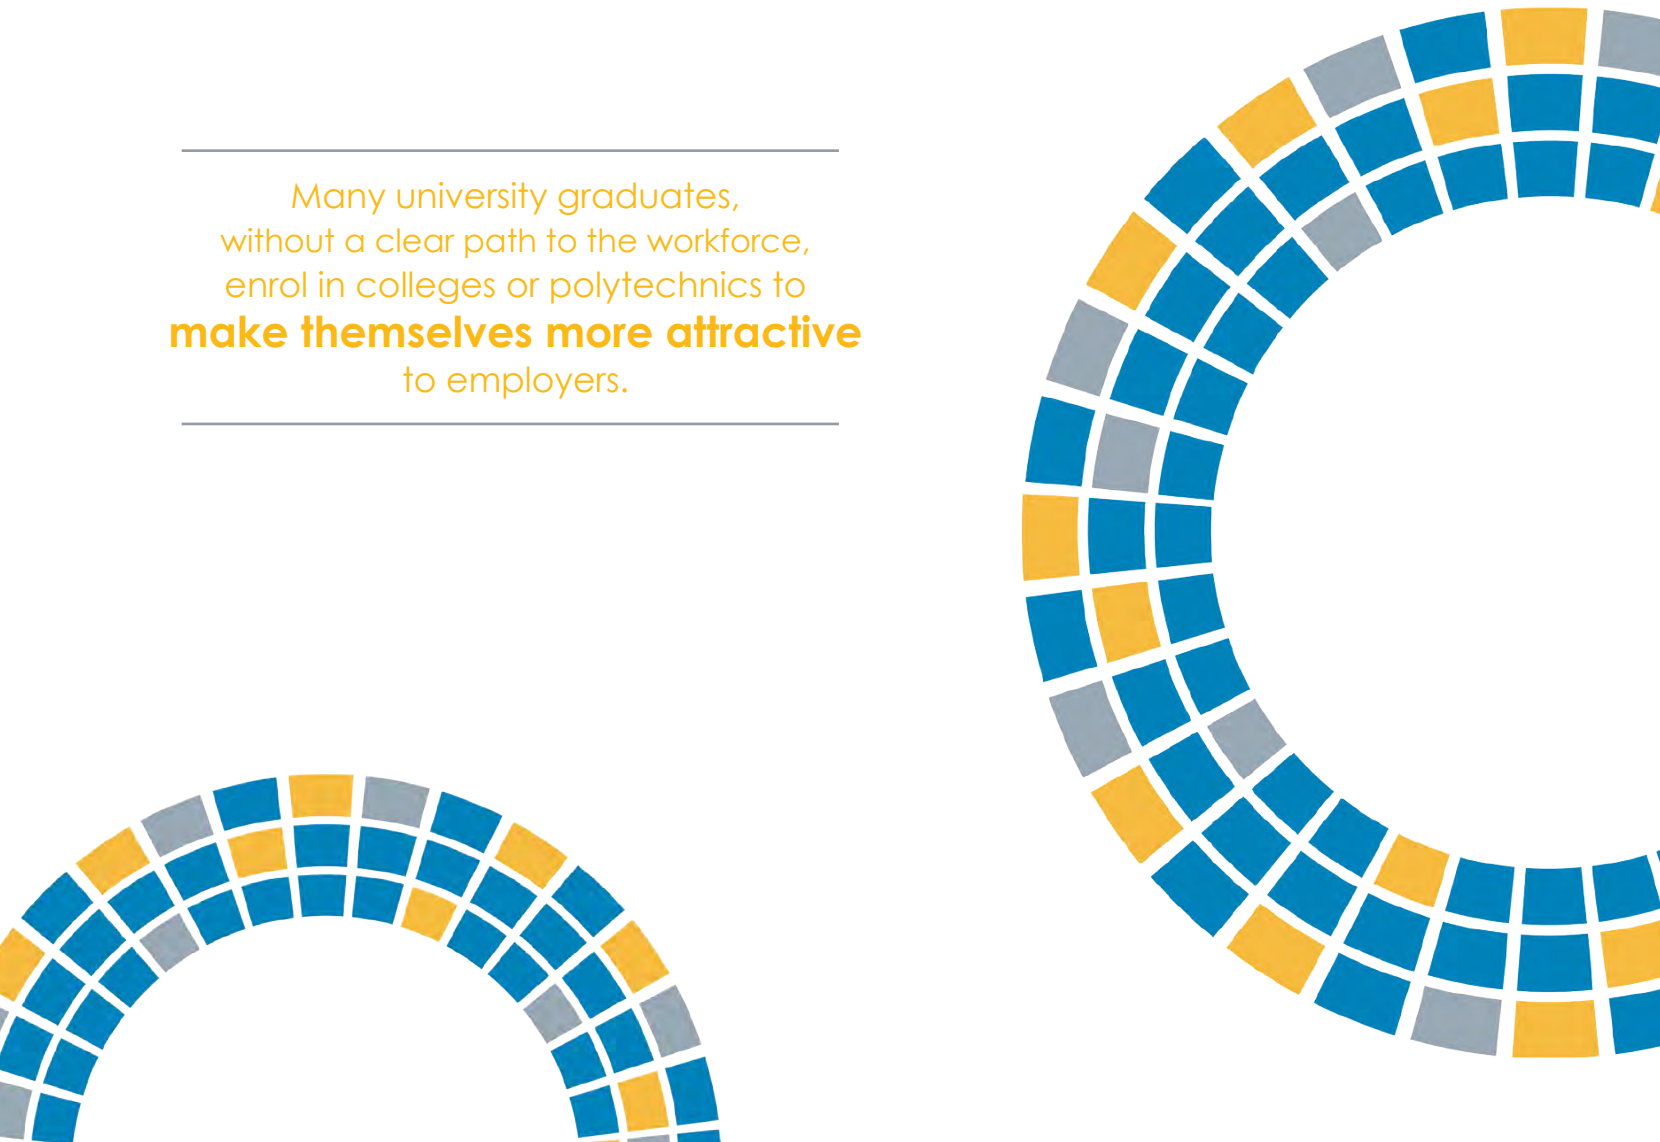 Many university graduates,
without a clear path to the workforce,
enrol in colleges or polytechnics to
make themselves more attractive
to employers.